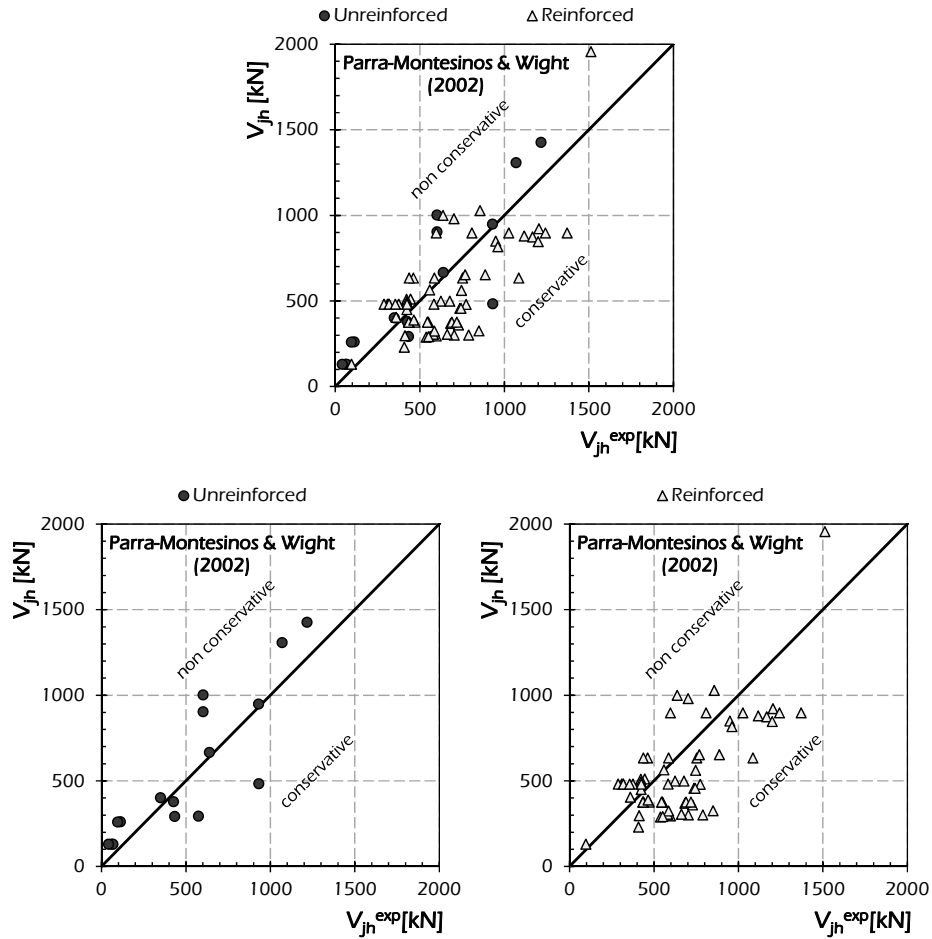 Unreinforced Reinforced
2000
1500
1000
500
0
V_jh [kN]
Parra-Montesinos & Wight
(2002)
non conservative
conservative
0 500 1000 1500 2000
V_jh^exp[kN]
Unreinforced
2000
1500
1000
500
0
V_jh [kN]
Parra-Montesinos & Wight
(2002)
non conservative
conservative
0 500 1000 1500 2000
V_jh^exp[kN]
Reinforced
2000
1500
1000
500
0
V_jh [kN]
Parra-Montesinos & Wight
(2002)
non conservative
conservative
0 500 1000 1500 2000
V_jh^exp[kN]